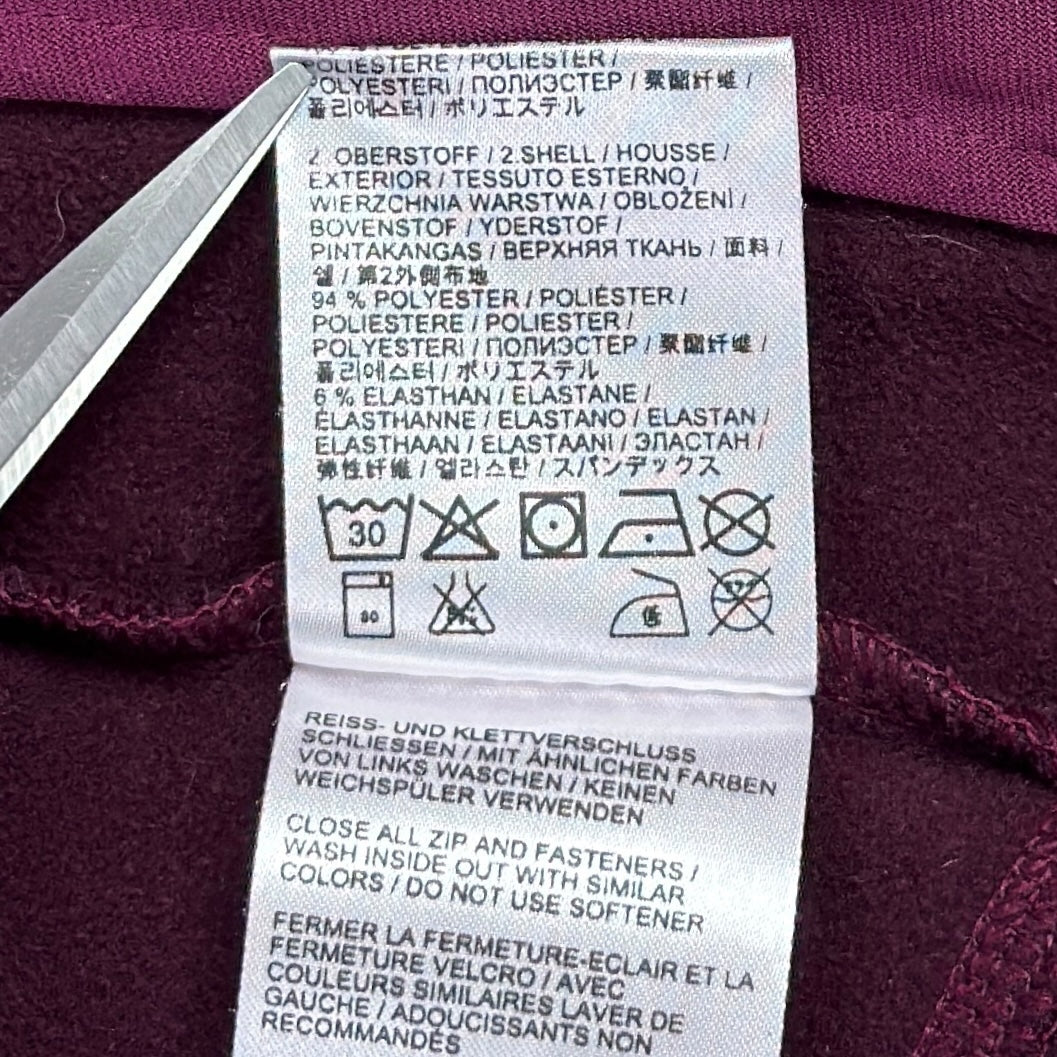 POLIESTERE / POLIESTER /
POLYESTERI / ПОЛИЭСТЕР / 聚酯纤维 /
폴리에스터 / ポリエステル
2. OBERSTOFF / 2.SHELL / HOUSSE /
EXTERIOR / TESSUTO ESTERNO /
WIERZCHNIA WARSTWA / OBLOŽENÍ /
BOVENSTOF / YDERSTOF /
PINTAKANGAS / ВЕРХНЯЯ ТКАНЬ / 面料 /
쉘 / 第2外側布地
94 % POLYESTER / POLIÉSTER /
POLIESTERE / POLIESTER /
POLYESTERI / ПОЛИЭСТЕР / 聚酯纤维 /
폴리에스터 / ポリエステル
6 % ELASTHAN / ELASTANE /
ÉLASTHANNE / ELASTANO / ELASTAN /
ELASTHAAN / ELASTAANI / ЭЛАСТАН /
弹性纤维 / 엘라스탄 / スパンデックス
30
低
REISS- UND KLETTVERSCHLUSS
SCHLIESSEN / MIT ÄHNLICHEN FARBEN
VON LINKS WASCHEN / KEINEN
WEICHSPÜLER VERWENDEN
CLOSE ALL ZIP AND FASTENERS /
WASH INSIDE OUT WITH SIMILAR
COLORS / DO NOT USE SOFTENER
FERMER LA FERMETURE-ECLAIR ET LA
FERMETURE VELCRO / AVEC
COULEURS SIMILAIRES LAVER DE
GAUCHE / ADOUCISSANTS NON
RECOMMANDÉS